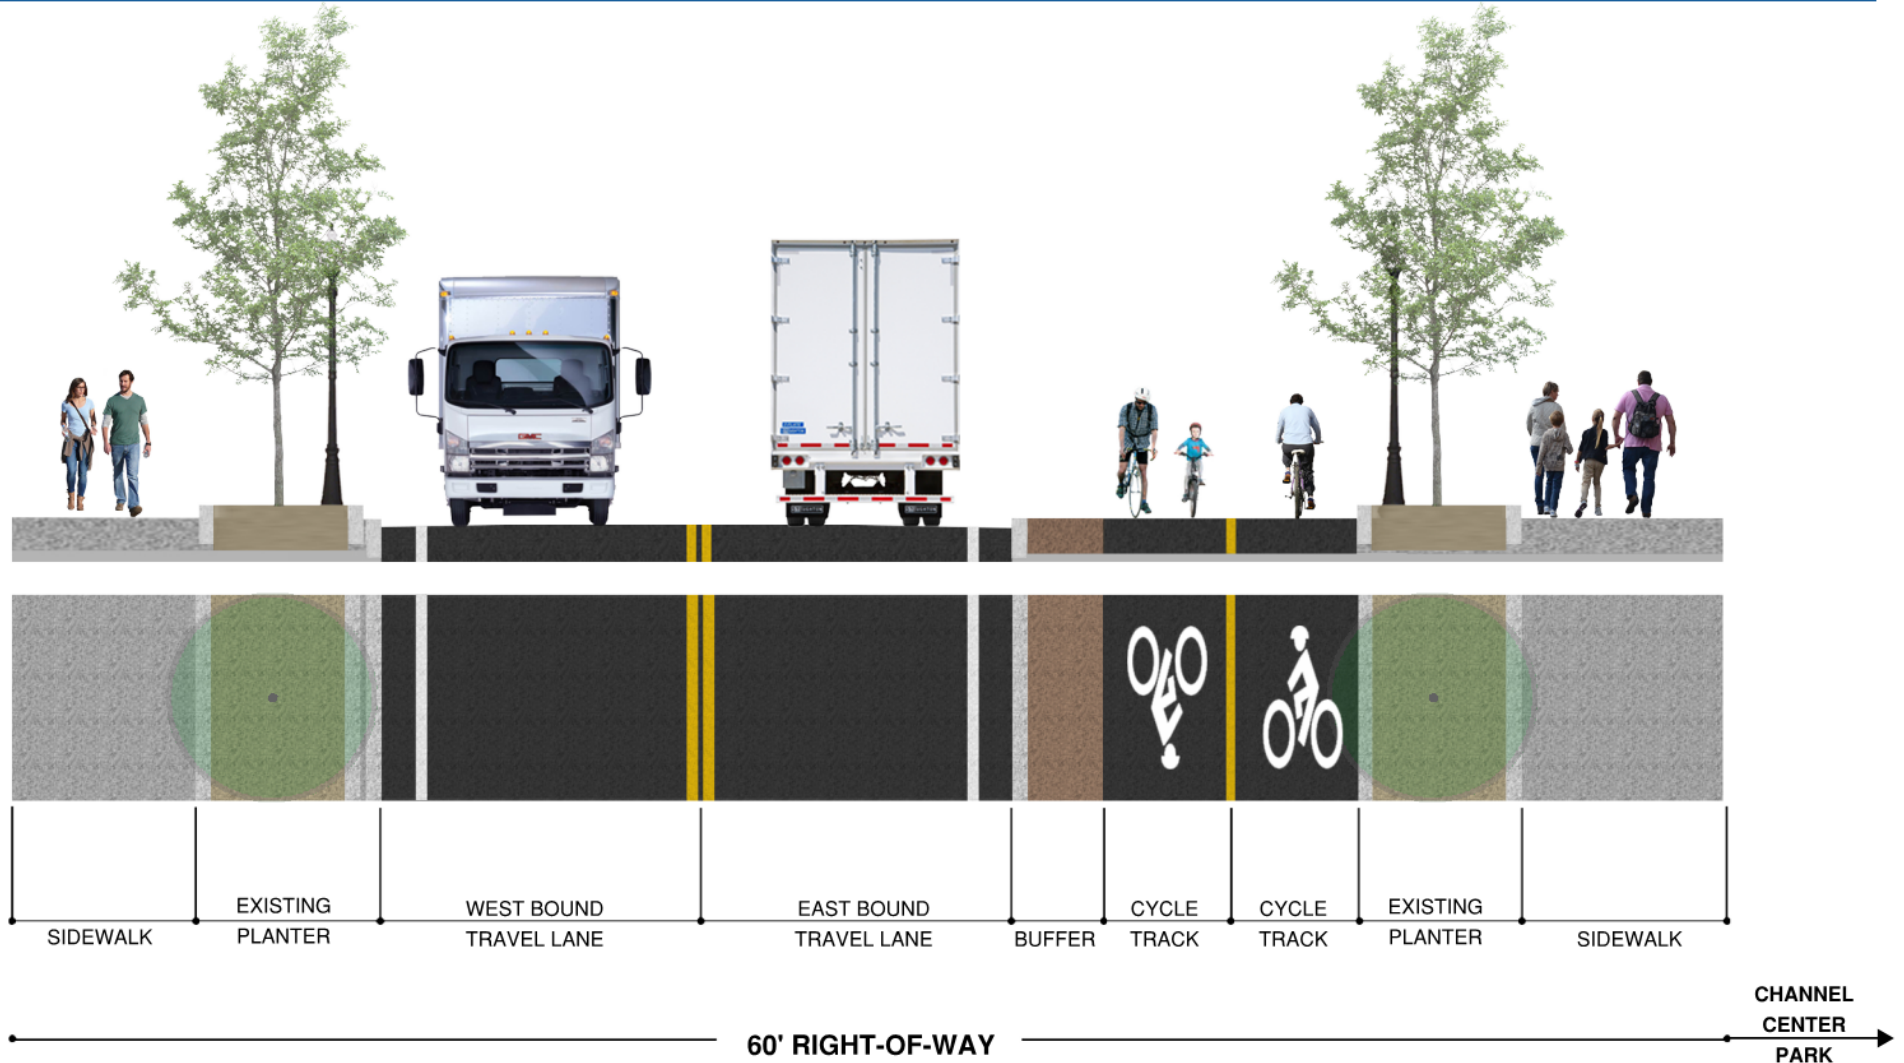 GMC
SIDEWALK
EXISTING
PLANTER
WEST BOUND
TRAVEL LANE
EAST BOUND
TRAVEL LANE
BUFFER
CYCLE
TRACK
CYCLE
TRACK
EXISTING
PLANTER
SIDEWALK
60' RIGHT-OF-WAY
CHANNEL
CENTER
PARK